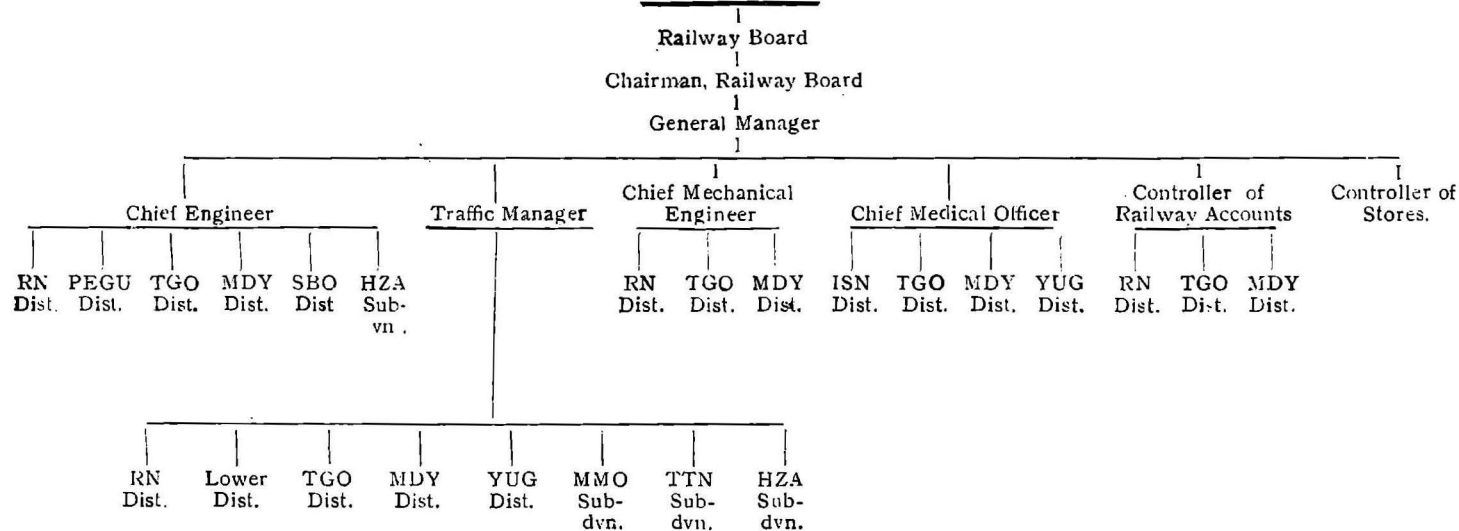 Railway Board
Chairman, Railway Board
General Manager
Chief Engineer
Traffic Manager
Chief Mechanical
Engineer
Chief Medical Officer
Controller of
Railway Accounts
Controller of
Stores.
RN PEGU TGO MDY SBO HZA
Dist. Dist. Dist. Dist. Dist Sub-
vn .
RN TGO MDY
Dist. Dist. Dist.
ISN TGO MDY YUG
Dist. Dist. Dist. Dist.
RN TGO MDY
Dist. Dist. Dist.
RN Lower TGO MDY YUG MMO TTN HZA
Dist. Dist. Dist. Dist. Dist. Sub- Sub- Sub-
dvn. dvn. dvn.